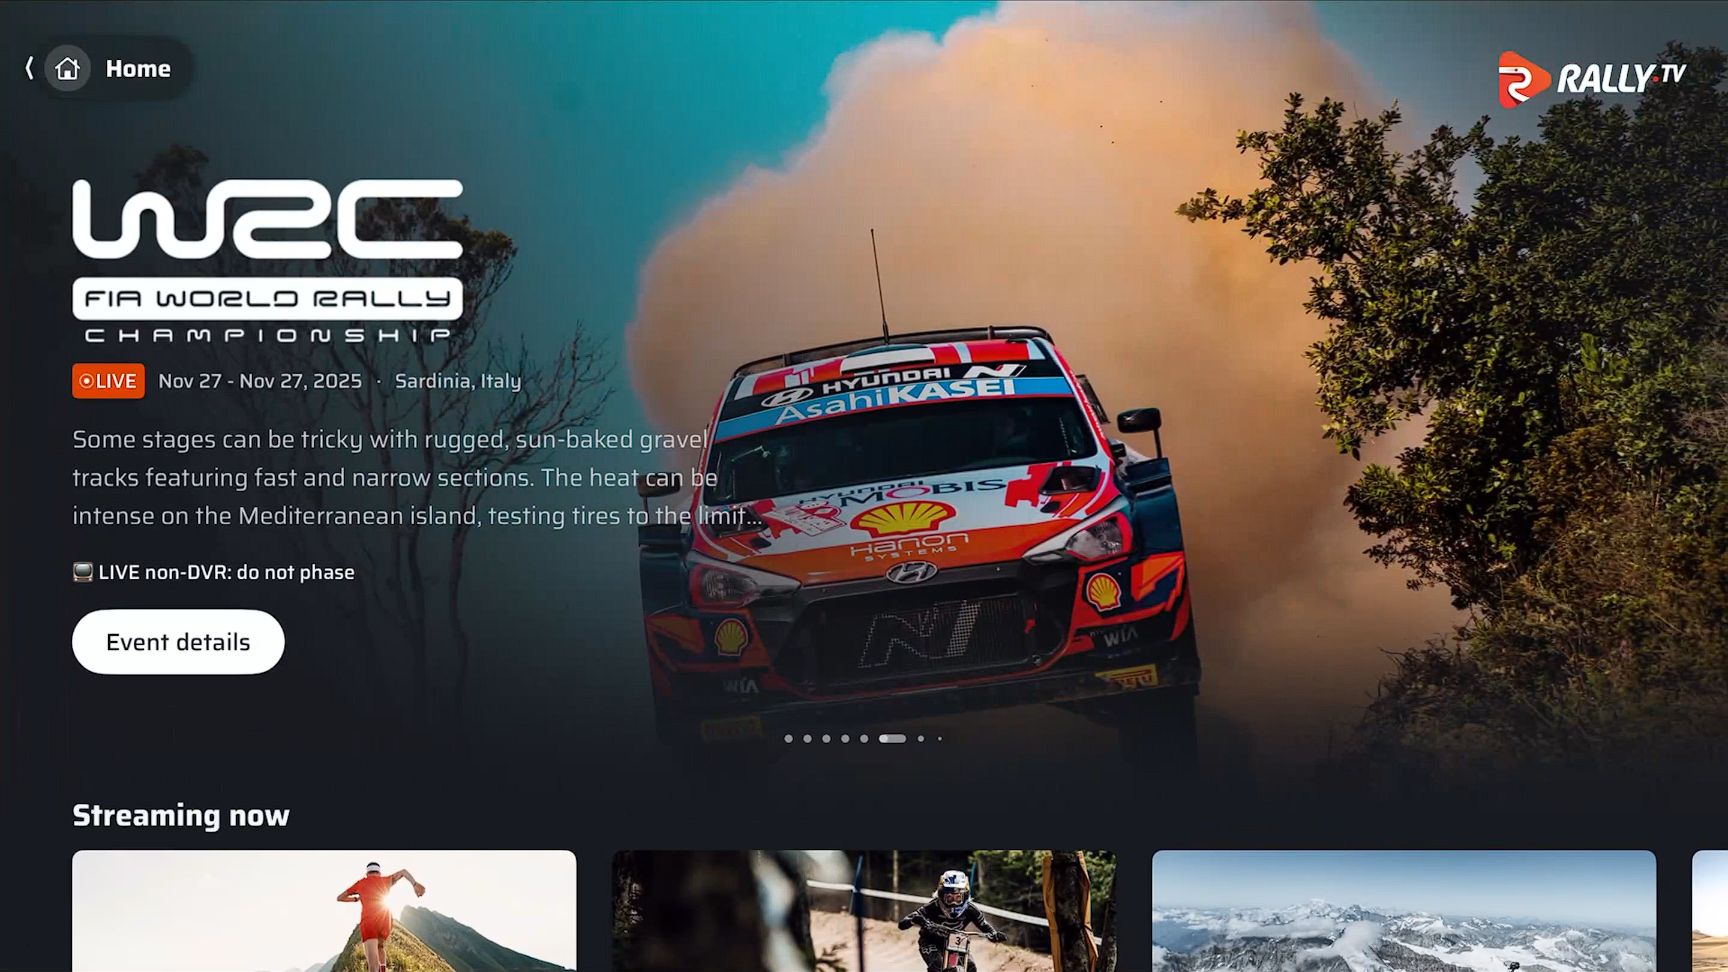 Home
RALLY.TV
WRC
FIA WORLD RALLY
CHAMPIONSHIP
LIVE Nov 27 - Nov 27, 2025 · Sardinia, Italy
Some stages can be tricky with rugged, sun-baked gravel
tracks featuring fast and narrow sections. The heat can be
intense on the Mediterranean island, testing tires to the limit...
LIVE non-DVR: do not phase
Event details
HYUNDAI N
AsahiKASEI
HYUNDAI
MOBIS
Hanon
SYSTEMS
N
WIA
WIA
PIRELLI
Streaming now
3